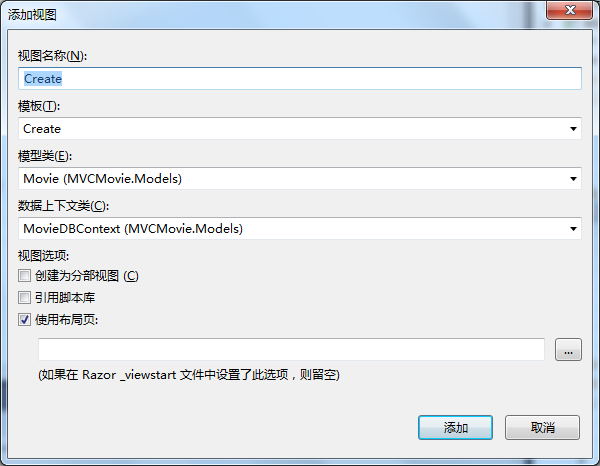 添加视图
视图名称(N):
Create
模板(T):
Create
模型类(E):
Movie (MVCMovie.Models)
数据上下文类(C):
MovieDBContext (MVCMovie.Models)
视图选项:
创建为分部视图 (C)
引用脚本库
使用布局页:
...
(如果在 Razor _viewstart 文件中设置了此选项，则留空)
添加 取消